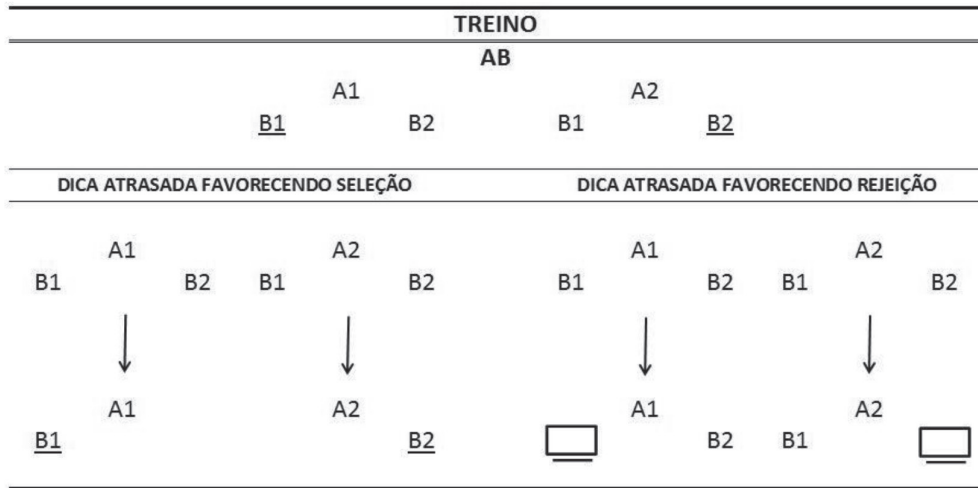 TREINO
AB
A1 A2
B1 B2 B1 B2
DICA ATRASADA FAVORECENDO SELEÇÃO DICA ATRASADA FAVORECENDO REJEIÇÃO
A1 A2 A1 A2
B1 B2 B1 B2 B1 B2 B1 B2
A1 A2 A1 A2
B1 B2 B2 B1